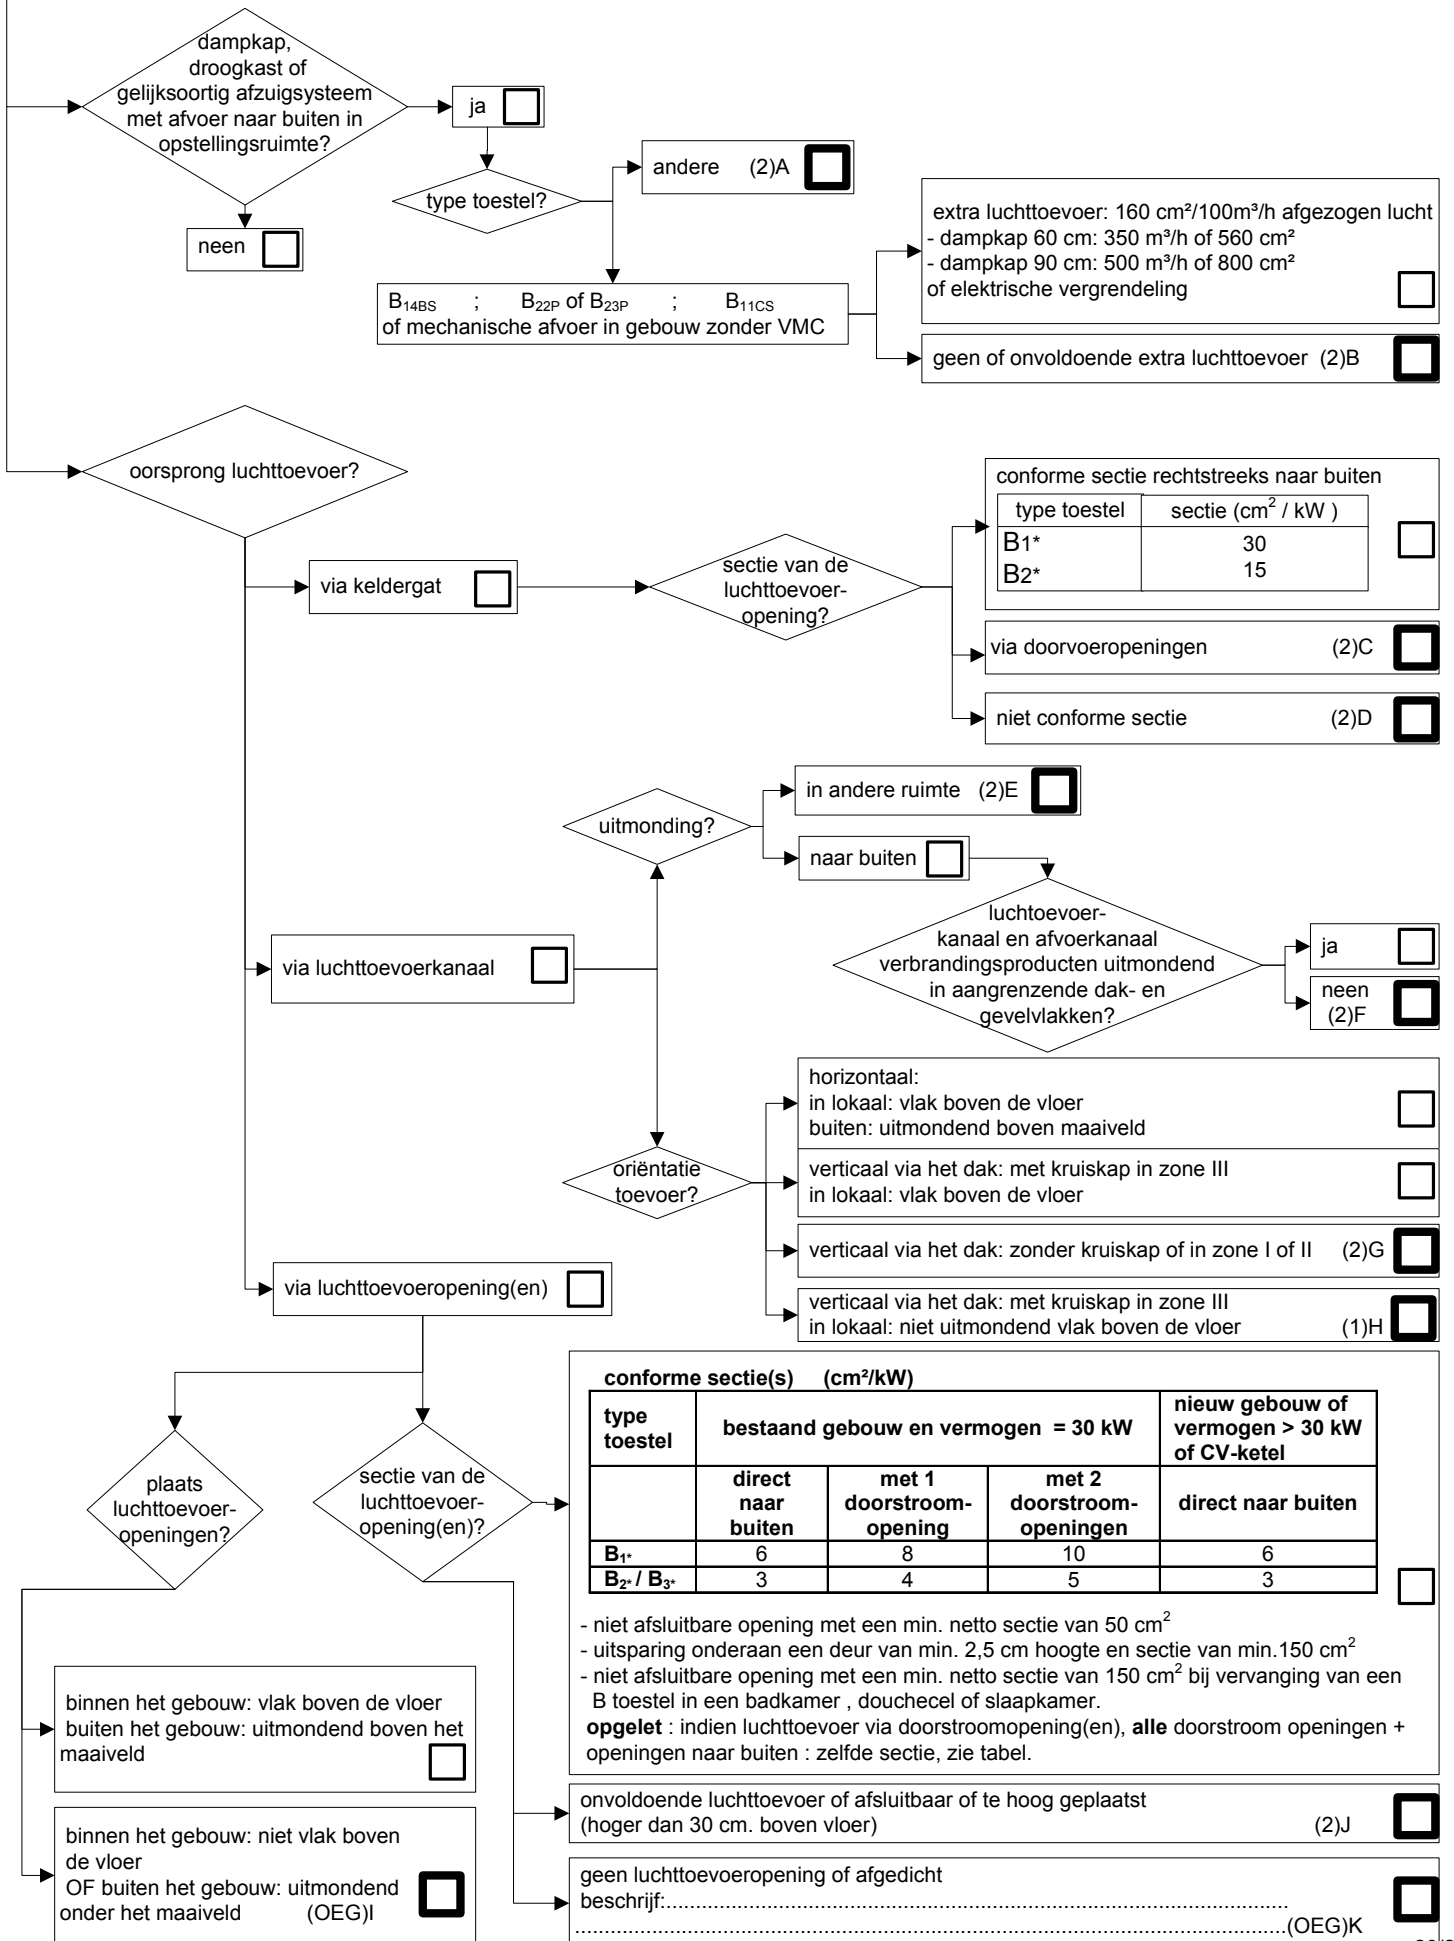 dampkap,
droogkast of
gelijksoortig afzuigsysteem
met afvoer naar buiten in
opstellingsruimte?
ja
neen
type toestel?
andere (2)A
B14BS ; B22P of B23P ; B11CS
of mechanische afvoer in gebouw zonder VMC
extra luchttoevoer: 160 cm²/100m³/h afgezogen lucht
- dampkap 60 cm: 350 m³/h of 560 cm²
- dampkap 90 cm: 500 m³/h of 800 cm²
of elektrische vergrendeling
geen of onvoldoende extra luchttoevoer (2)B
oorsprong luchttoevoer?
via keldergat
sectie van de
luchttoevoer-
opening?
conforme sectie rechtstreeks naar buiten
type toestel sectie (cm² / kW )
B1* 30
B2* 15
via doorvoeropeningen (2)C
niet conforme sectie (2)D
via luchttoevoerkanaal
uitmonding?
in andere ruimte (2)E
naar buiten
luchtoevoer-
kanaal en afvoerkanaal
verbrandingsproducten uitmondend
in aangrenzende dak- en
gevelvlakken?
ja
neen
(2)F
oriëntatie
toevoer?
horizontaal:
in lokaal: vlak boven de vloer
buiten: uitmondend boven maaiveld
verticaal via het dak: met kruiskap in zone III
in lokaal: vlak boven de vloer
verticaal via het dak: zonder kruiskap of in zone I of II (2)G
verticaal via het dak: met kruiskap in zone III
in lokaal: niet uitmondend vlak boven de vloer (1)H
via luchttoevoeropening(en)
plaats
luchttoevoer-
openingen?
sectie van de
luchttoevoer-
opening(en)?
conforme sectie(s) (cm²/kW)
type
toestel
bestaand gebouw en vermogen = 30 kW
nieuw gebouw of
vermogen > 30 kW
of CV-ketel
direct
naar
buiten
met 1
doorstroom-
opening
met 2
doorstroom-
openingen
direct naar buiten
B1* 6 8 10 6
B2* / B3* 3 4 5 3
- niet afsluitbare opening met een min. netto sectie van 50 cm²
- uitsparing onderaan een deur van min. 2,5 cm hoogte en sectie van min.150 cm²
- niet afsluitbare opening met een min. netto sectie van 150 cm² bij vervanging van een
B toestel in een badkamer , douchecel of slaapkamer.
opgelet : indien luchttoevoer via doorstroomopening(en), alle doorstroom openingen +
openingen naar buiten : zelfde sectie, zie tabel.
binnen het gebouw: vlak boven de vloer
buiten het gebouw: uitmondend boven het
maaiveld
binnen het gebouw: niet vlak boven
de vloer
OF buiten het gebouw: uitmondend
onder het maaiveld (OEG)I
onvoldoende luchttoevoer of afsluitbaar of te hoog geplaatst
(hoger dan 30 cm. boven vloer) (2)J
geen luchttoevoeropening of afgedicht
beschrijf:..........................................................................................................
..................................................................................................................(OEG)K